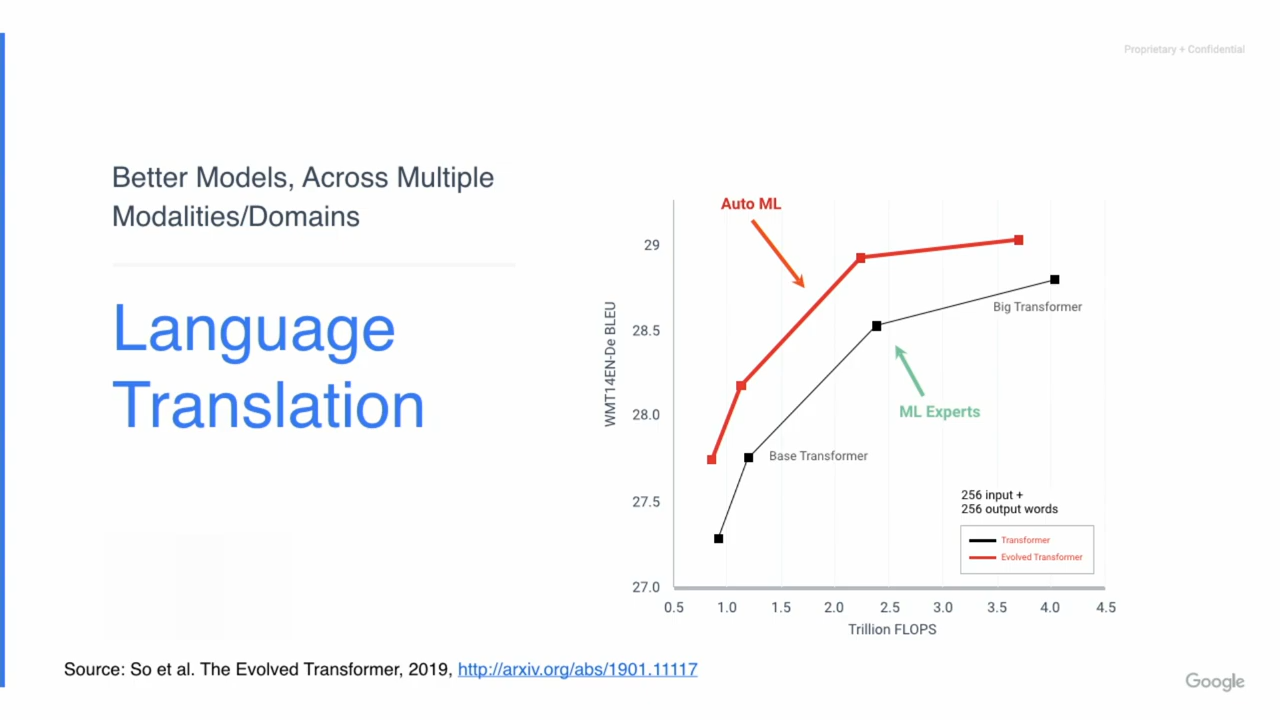 Proprietary + Confidential
Better Models, Across Multiple
Modalities/Domains
Language
Translation
Auto ML
29
28.5
28.0
27.5
27.0
WMT14EN-De BLEU
Big Transformer
ML Experts
Base Transformer
256 input +
256 output words
Transformer
Evolved Transformer
0.5 1.0 1.5 2.0 2.5 3.0 3.5 4.0 4.5
Trillion FLOPS
Source: So et al. The Evolved Transformer, 2019, http://arxiv.org/abs/1901.11117
Google